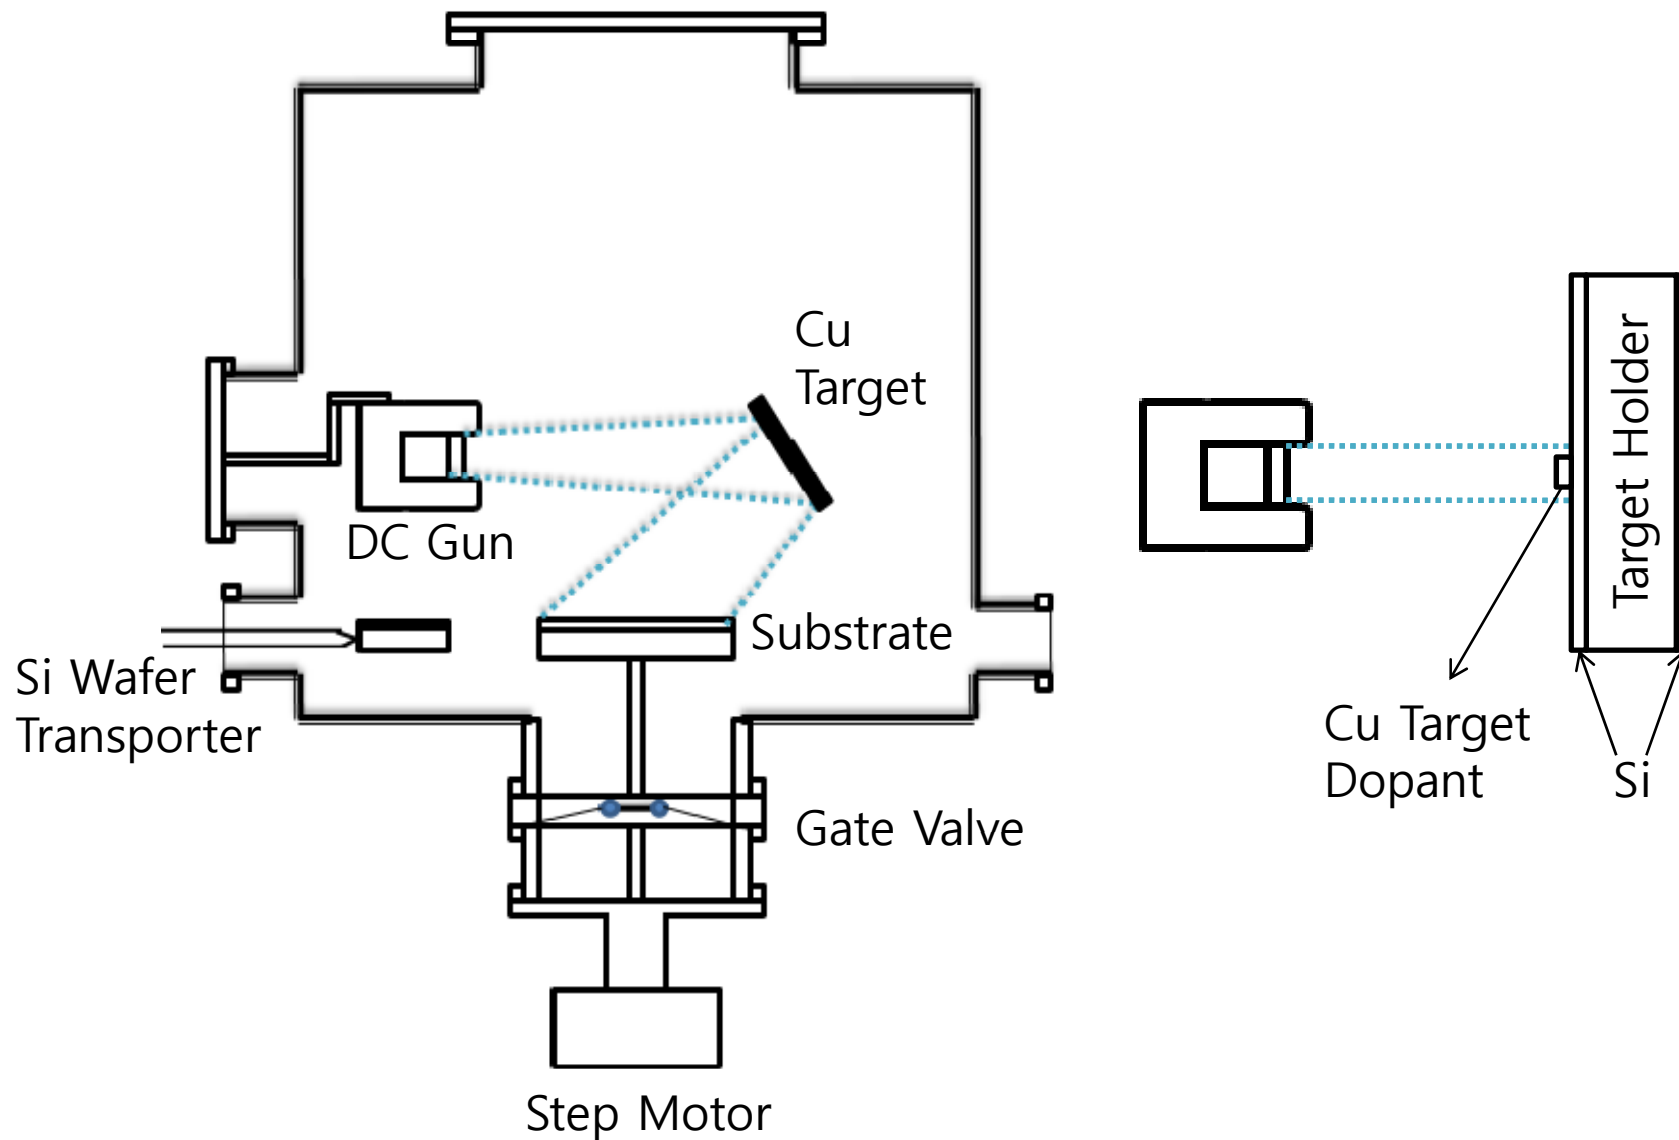 Cu
Target
DC Gun
Substrate
Si Wafer
Transporter
Gate Valve
Step Motor
Target Holder
Cu Target
Dopant
Si